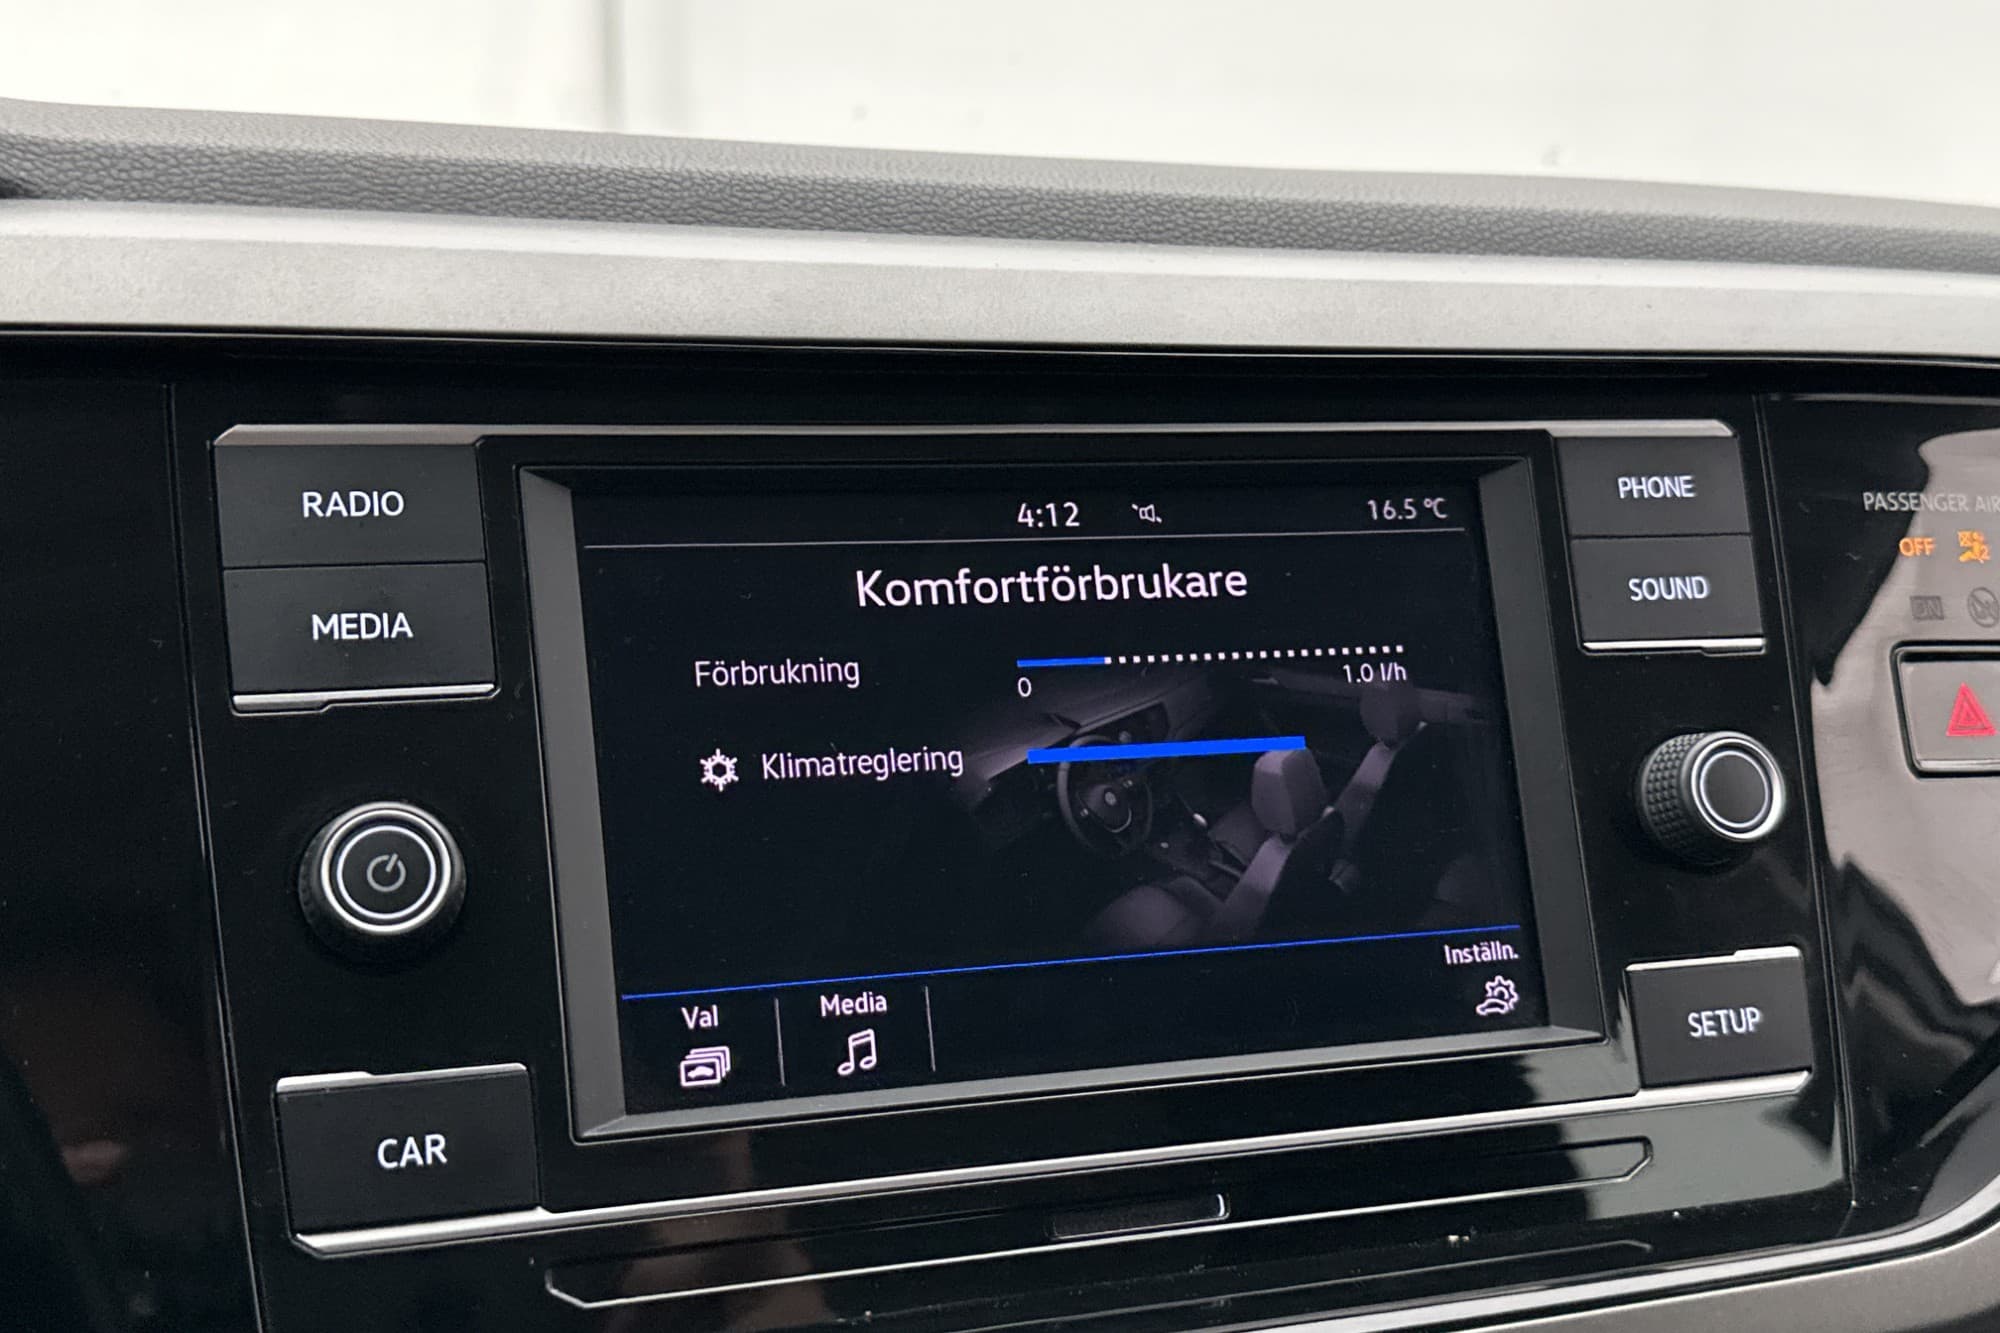 RADIO
MEDIA
CAR
4:12
16.5 °C
Komfortförbrukare
Förbrukning
0
1.0 l/h
Klimatreglering
Inställn.
Val
Media
PHONE
SOUND
SETUP
PASSENGER AIR
OFF
ON